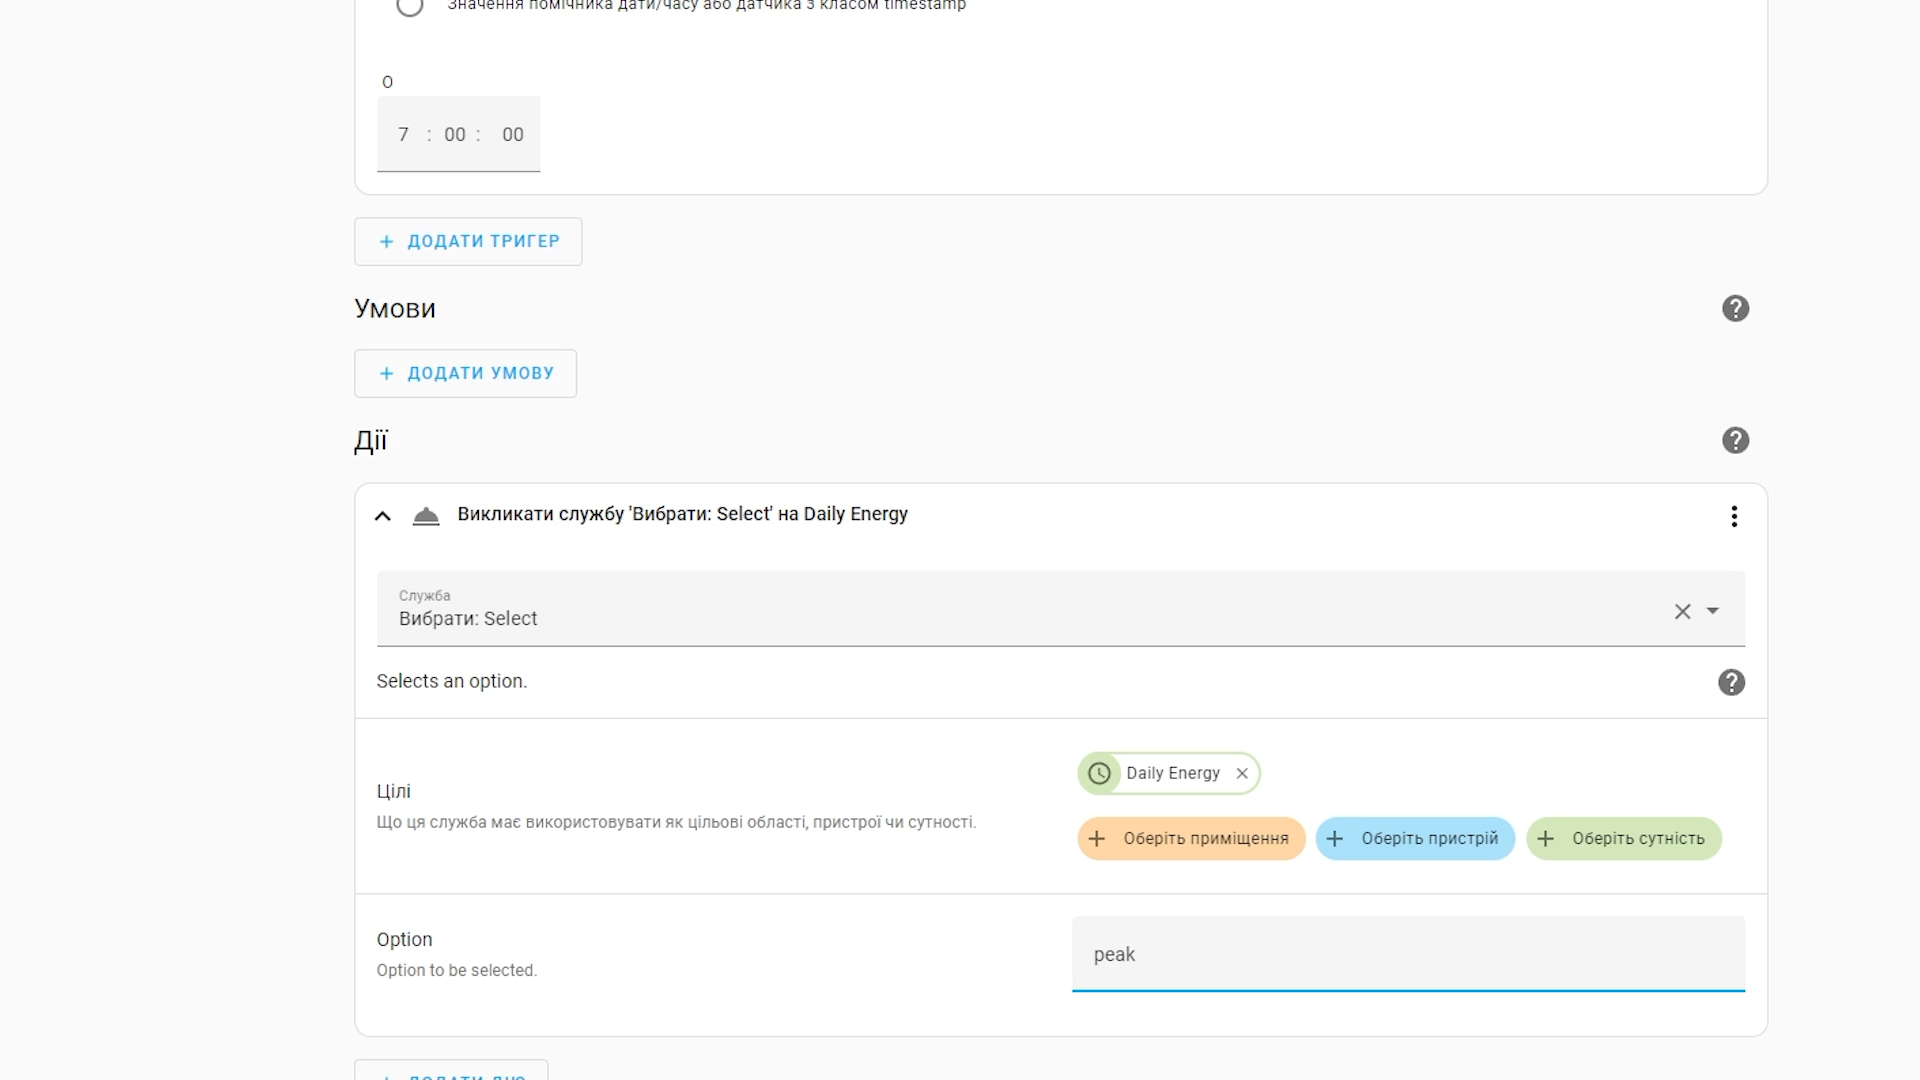 Значення помічника дати/часу або датчика з класом timestamp
О
7 : 00 : 00
+ ДОДАТИ ТРИГЕР
Умови
+ ДОДАТИ УМОВУ
Дії
Викликати службу 'Вибрати: Select' на Daily Energy
Служба
Вибрати: Select
Selects an option.
Цілі
Що ця служба має використовувати як цільові області, пристрої чи сутності.
Daily Energy
+ Оберіть приміщення + Оберіть пристрій + Оберіть сутність
Option
Option to be selected.
peak
+ ДОДАТИ ДІЮ